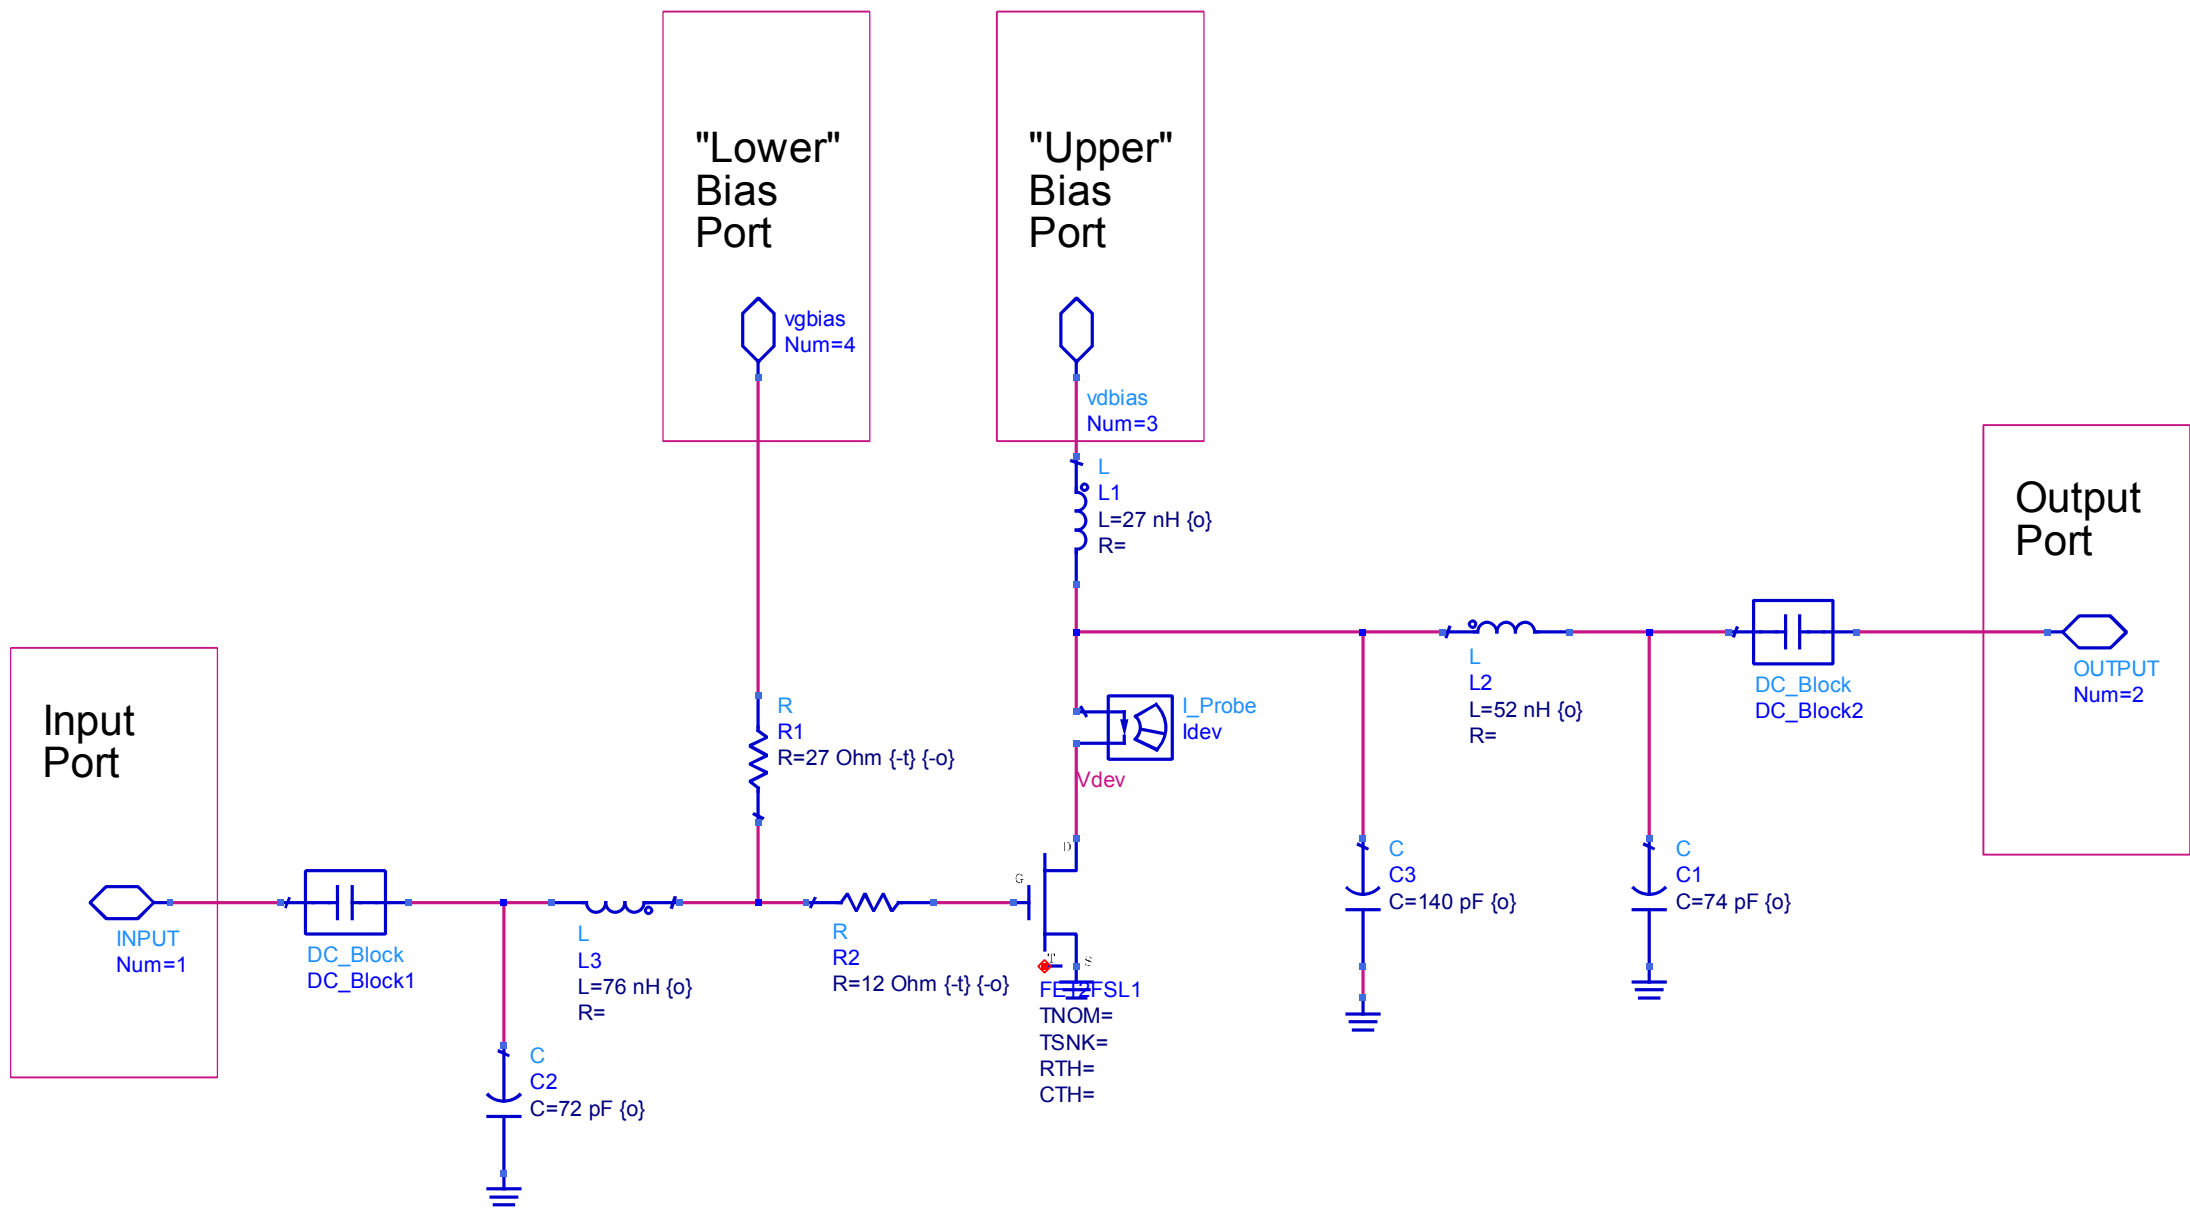 "Lower"
Bias
Port
vgbias
Num=4
"Upper"
Bias
Port
vdbias
Num=3
L
L1
L=27 nH {o}
R=
Output
Port
OUTPUT
Num=2
L
L2
L=52 nH {o}
R=
DC_Block
DC_Block2
I_Probe
Idev
Vdev
R
R1
R=27 Ohm {-t} {-o}
Input
Port
INPUT
Num=1
DC_Block
DC_Block1
L
L3
L=76 nH {o}
R=
R
R2
R=12 Ohm {-t} {-o}
D
G
T
S
TNOM=
TSNK=
RTH=
CTH=
C
C3
C=140 pF {o}
C
C1
C=74 pF {o}
C
C2
C=72 pF {o}